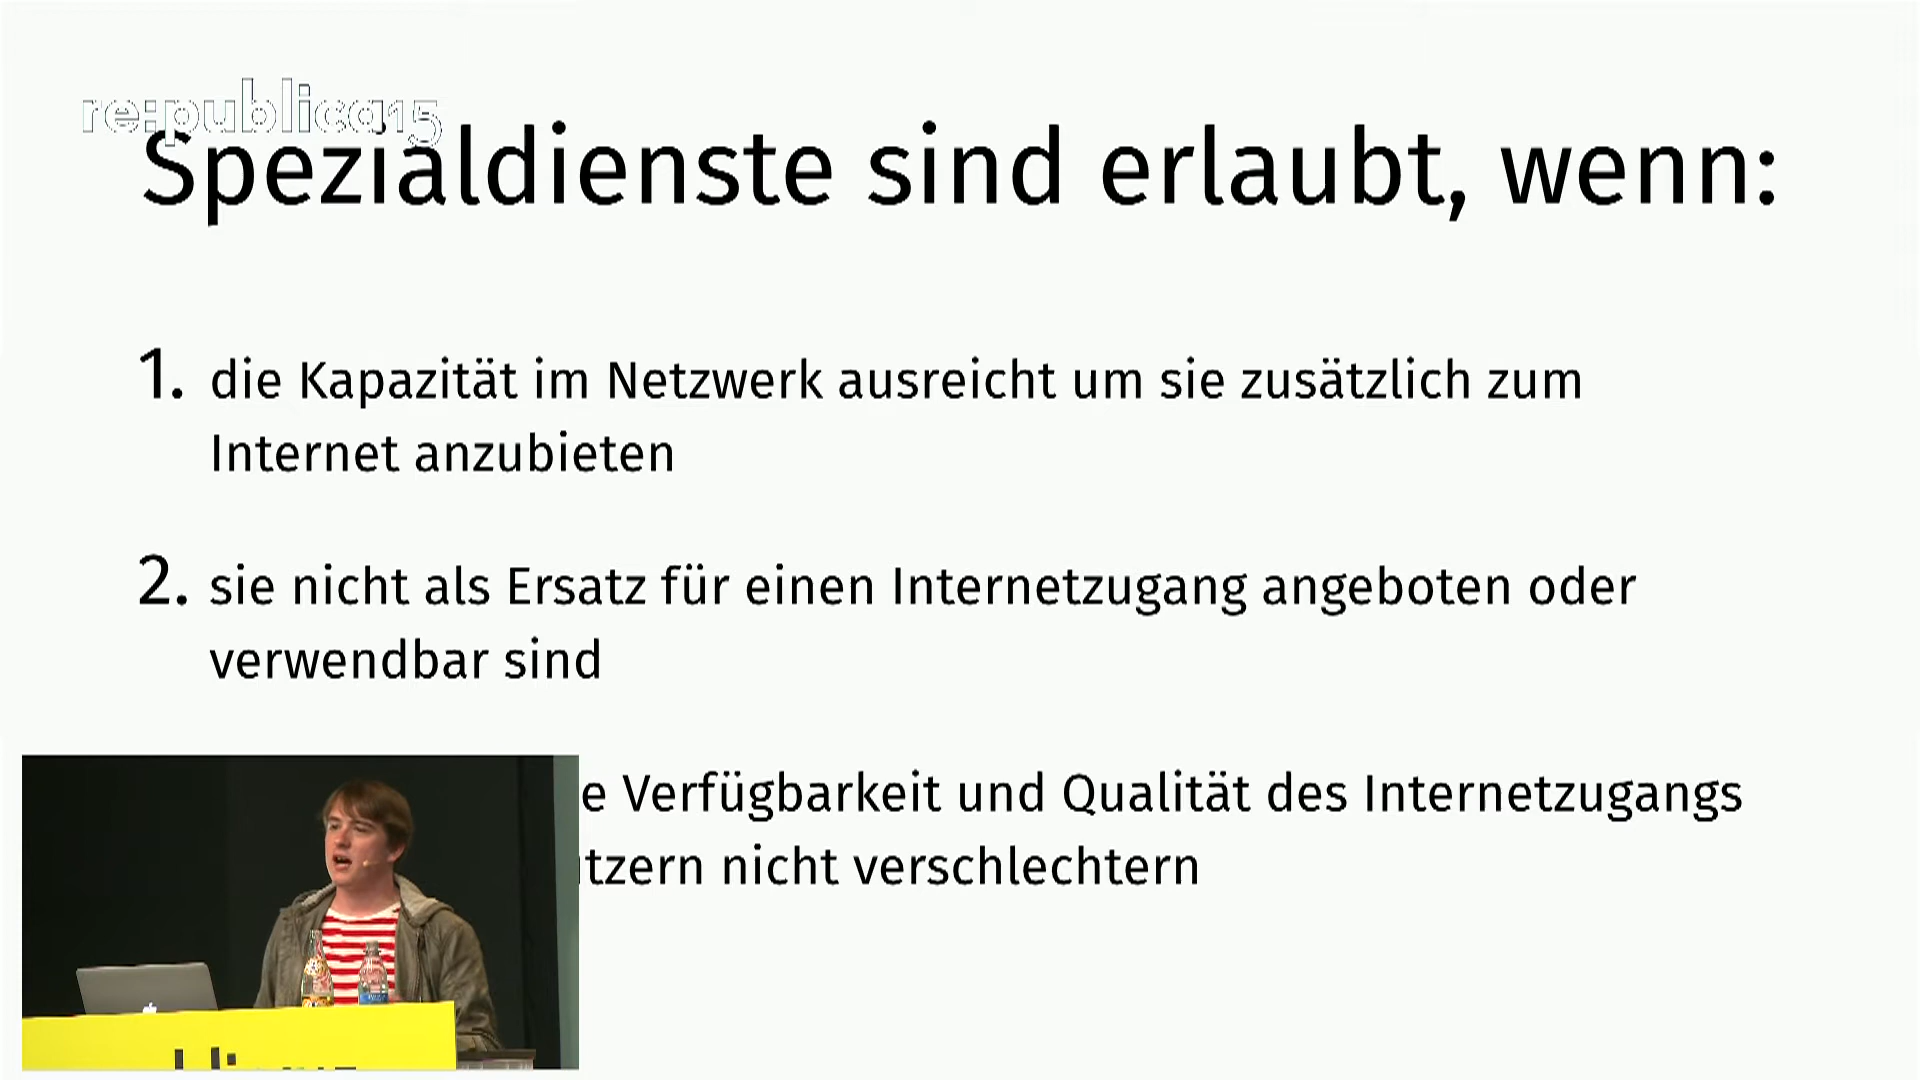 re:publica15
Spezialdienste sind erlaubt, wenn:
1. die Kapazität im Netzwerk ausreicht um sie zusätzlich zum
Internet anzubieten
2. sie nicht als Ersatz für einen Internetzugang angeboten oder
verwendbar sind
Verfügbarkeit und Qualität des Internetzugangs
nicht verschlechtern